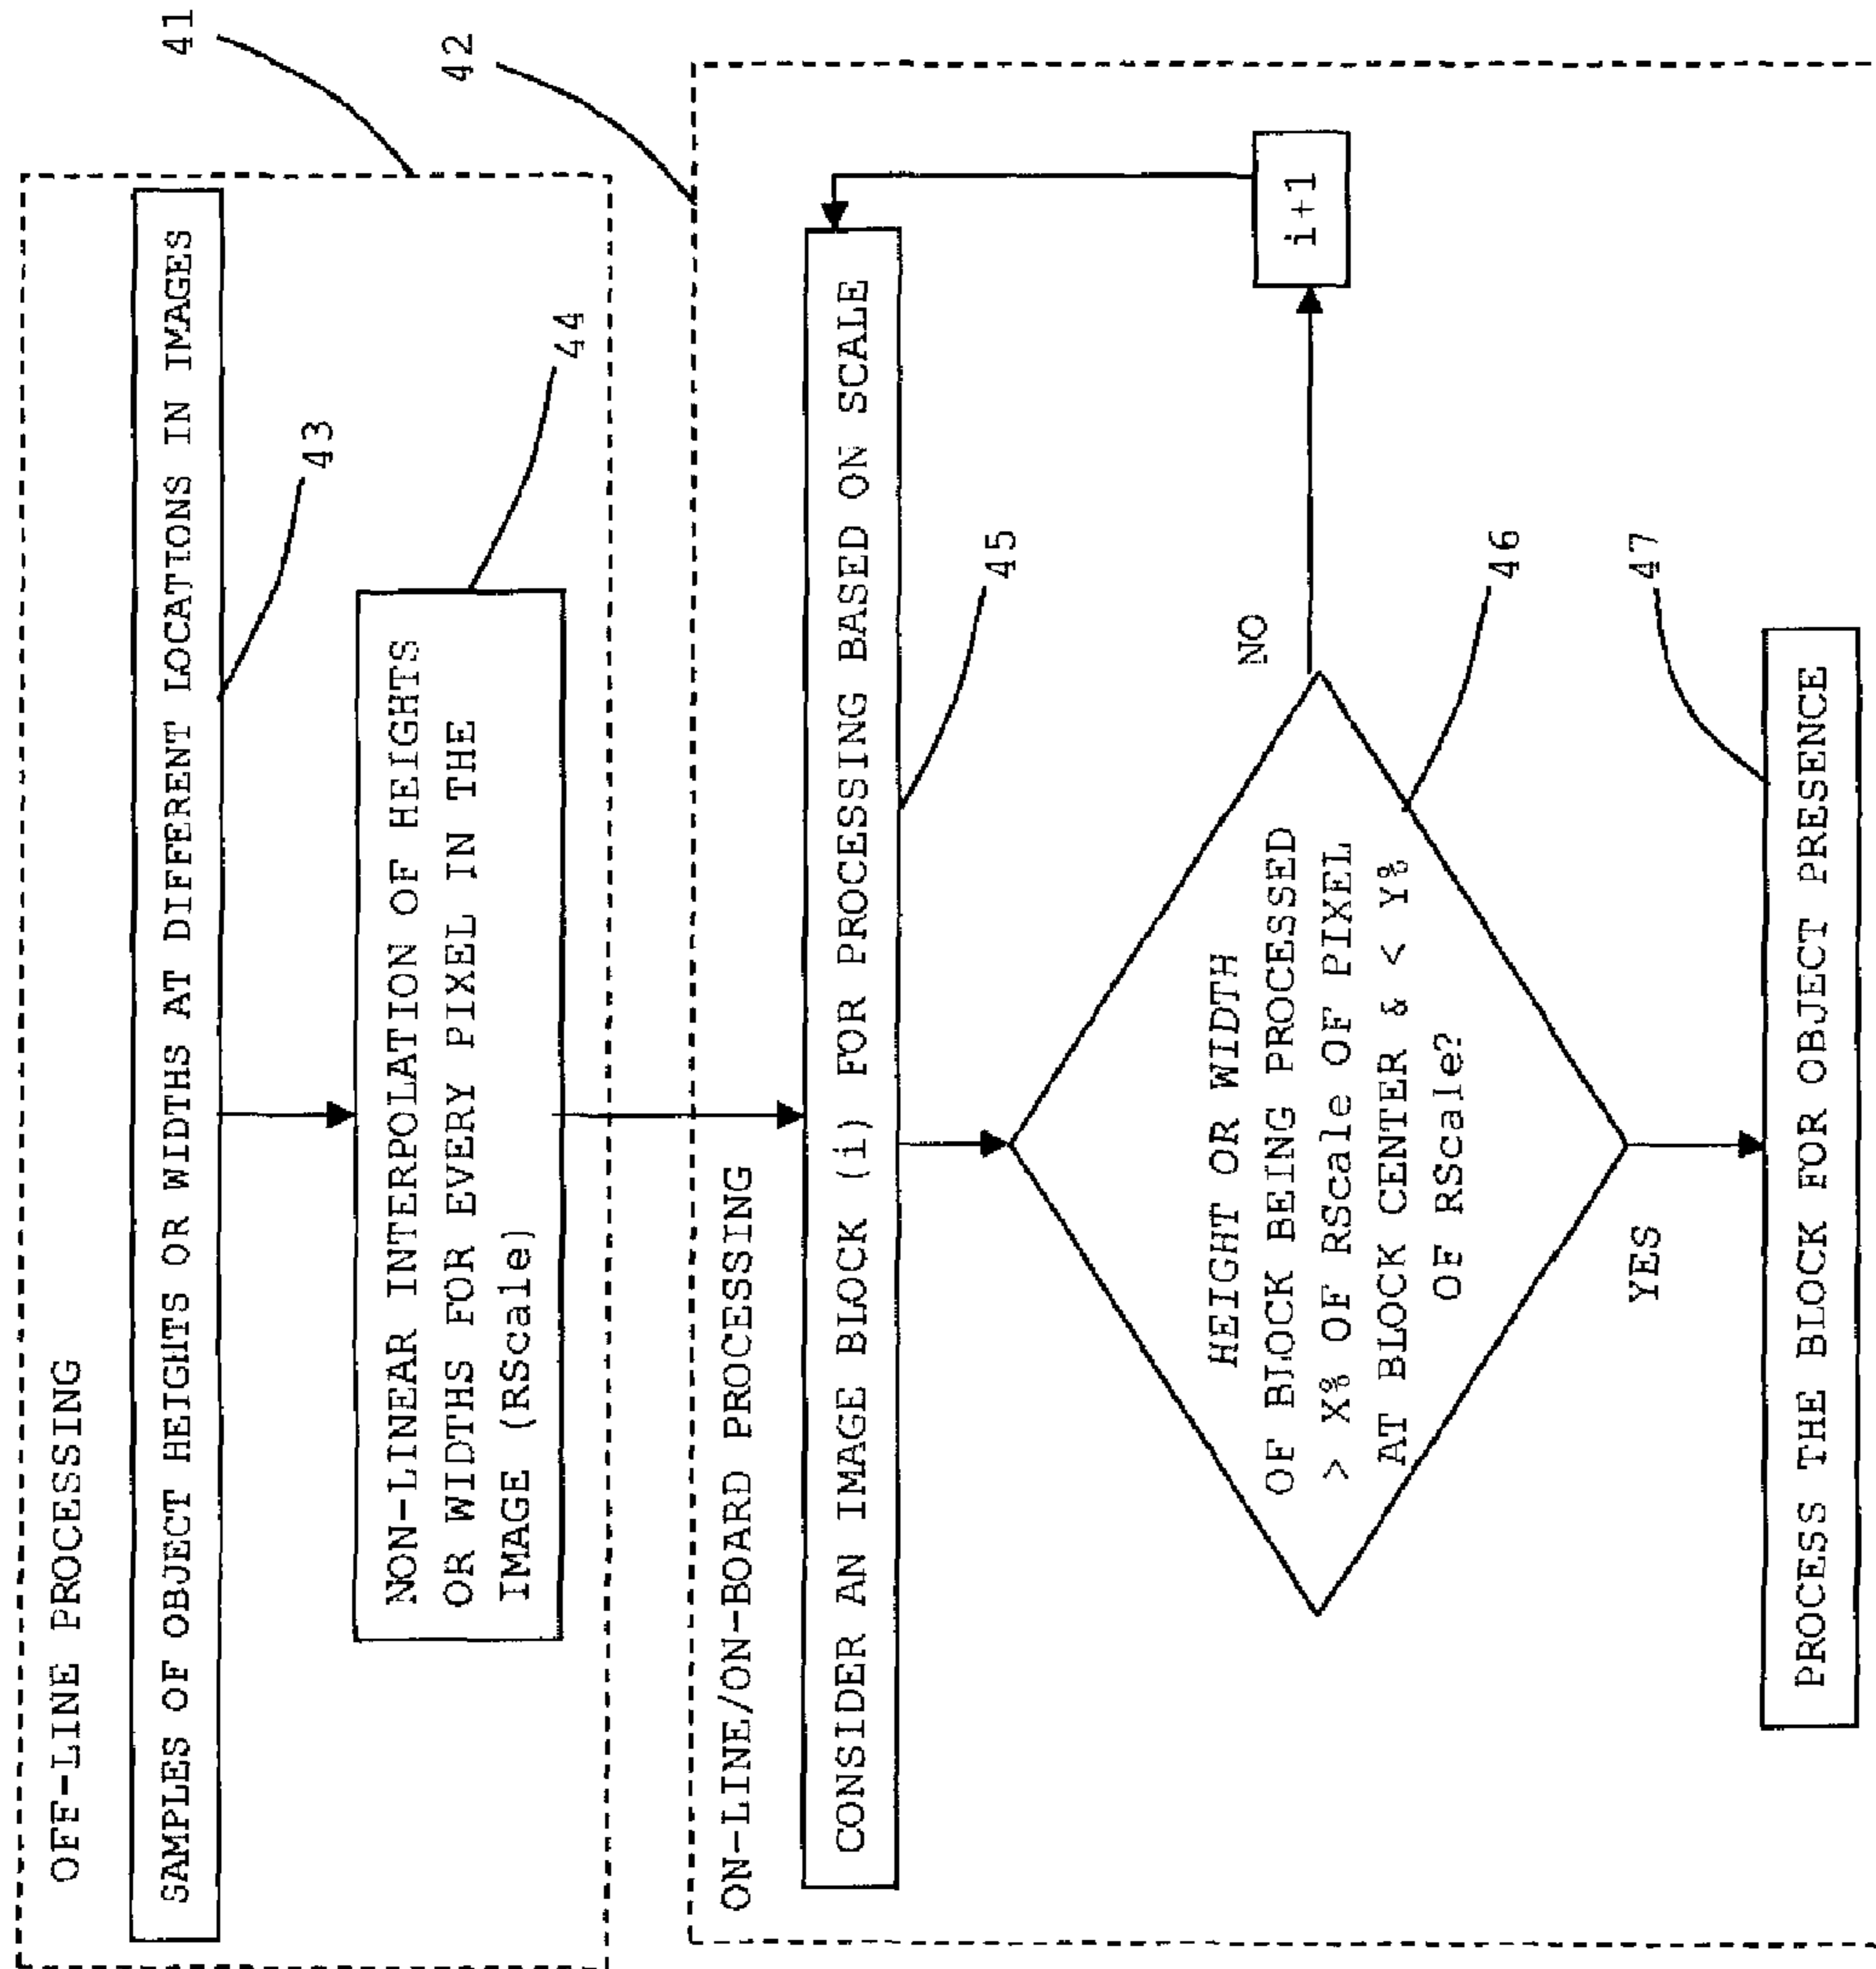 OFF-LINE PROCESSING
41
SAMPLES OF OBJECT HEIGHTS OR WIDTHS AT DIFFERENT LOCATIONS IN IMAGES
43
NON-LINEAR INTERPOLATION OF HEIGHTS
OR WIDTHS FOR EVERY PIXEL IN THE
IMAGE (RScale)
44
42
ON-LINE/ON-BOARD PROCESSING
CONSIDER AN IMAGE BLOCK (i) FOR PROCESSING BASED ON SCALE
45
i+1
HEIGHT OR WIDTH
OF BLOCK BEING PROCESSED
> X% OF RScale OF PIXEL
AT BLOCK CENTER & < Y%
OF RScale?
NO
46
YES
47
PROCESS THE BLOCK FOR OBJECT PRESENCE